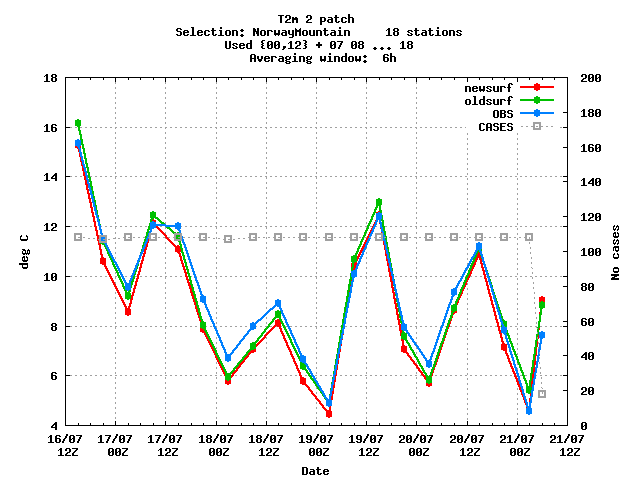 T2m 2 patch
Selection: NorwayMountain 18 stations
Used {00,12} + 07 08 ... 18
Averaging window: 6h
newsurf
oldsurf
OBS
CASES
18
16
14
12
10
8
6
4
deg C
200
180
160
140
120
100
80
60
40
20
0
No cases
16/07 17/07 17/07 18/07 18/07 19/07 19/07 20/07 20/07 21/07 21/07
12Z 00Z 12Z 00Z 12Z 00Z 12Z 00Z 12Z 00Z 12Z
Date